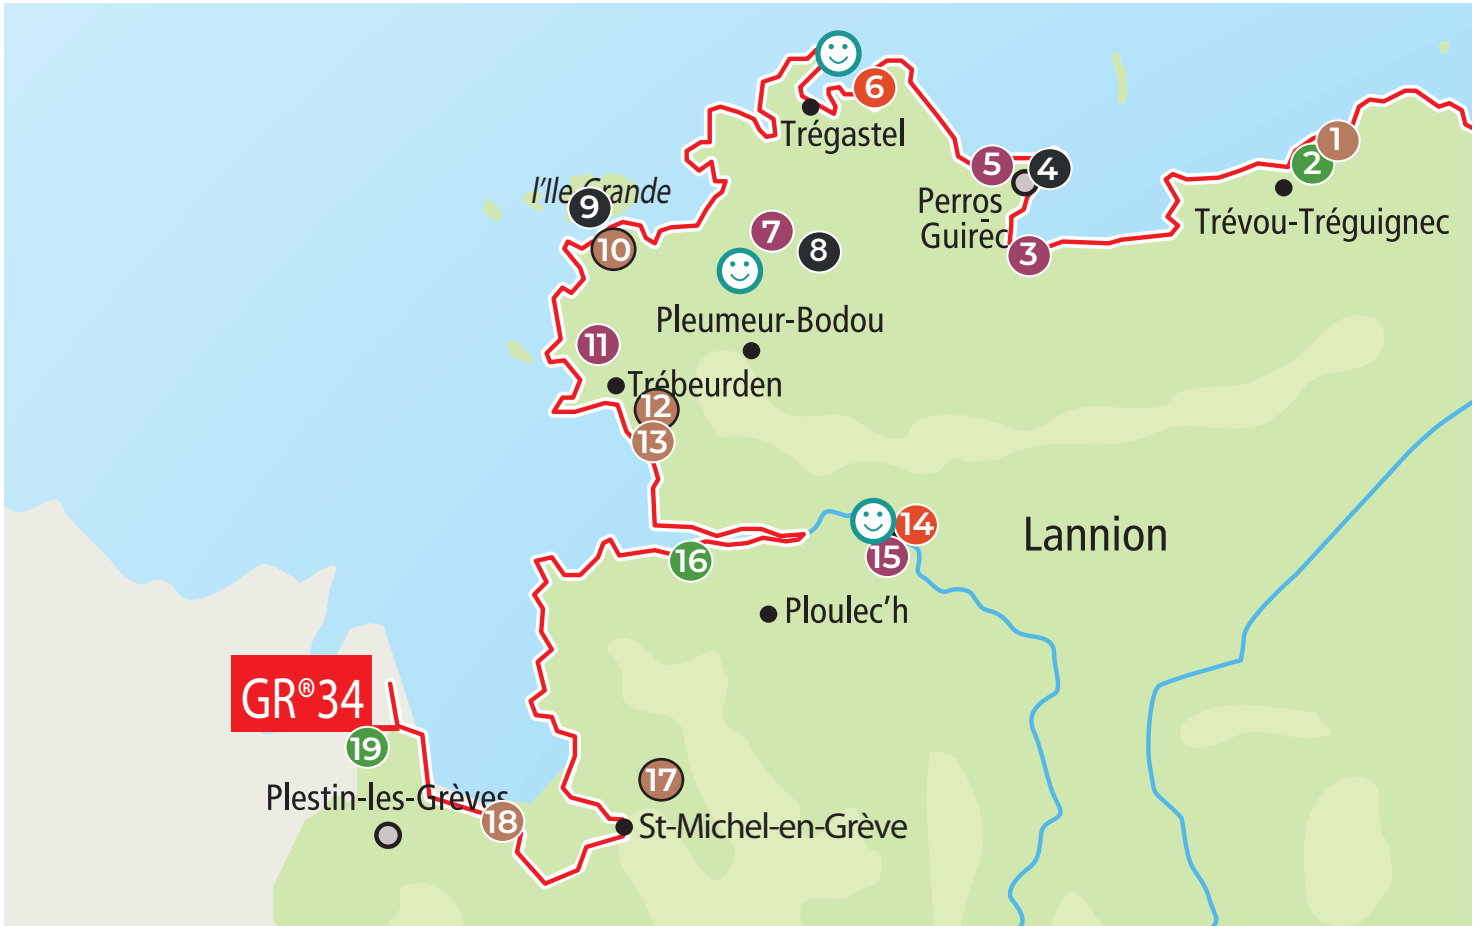 6
Trégastel
1
2
5
4
l'Ile Grande
9
Perros
Guirec
Trévou-Tréguignec
7
8
10
3
Pleumeur-Bodou
11
Trébeurden
12
13
14
Lannion
15
16
Ploulec'h
GR®34
19
17
Plestin-les-Grèves
18
St-Michel-en-Grève